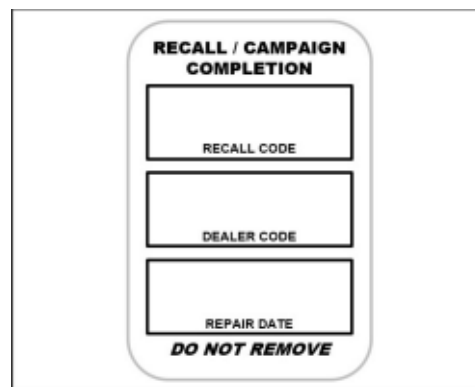 RECALL / CAMPAIGN
COMPLETION
RECALL CODE
DEALER CODE
REPAIR DATE
DO NOT REMOVE